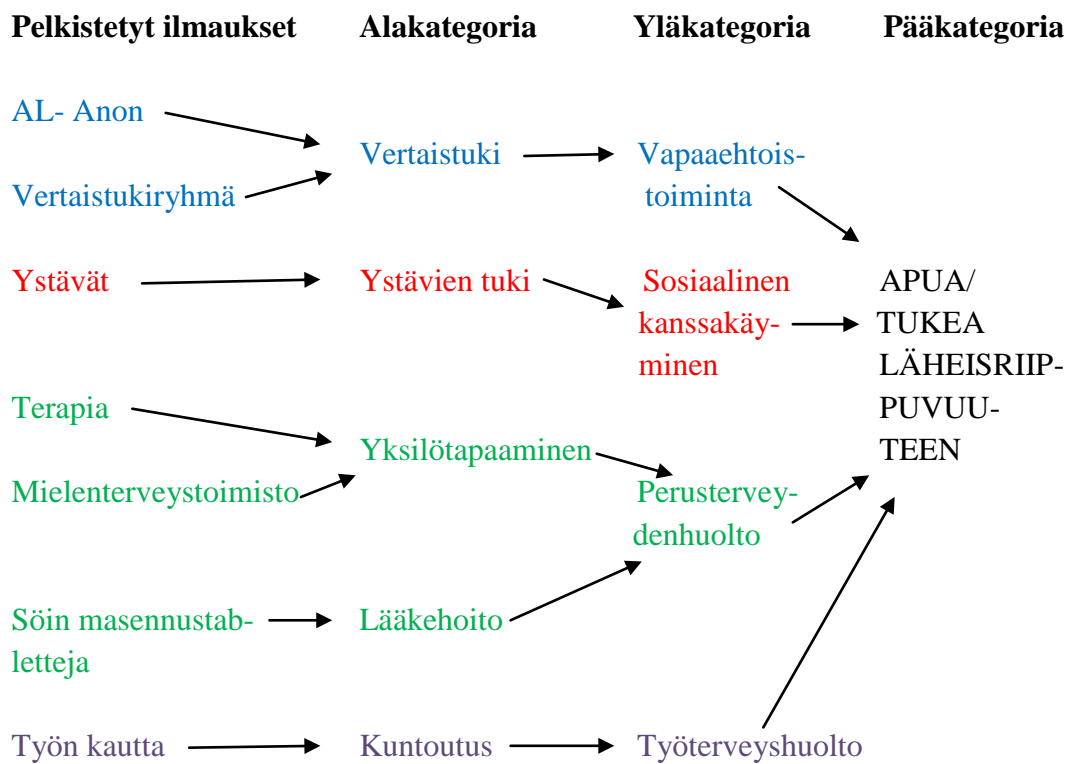 Pelkistetyt ilmaukset Alakategoria Yläkategoria Pääkategoria
AL- Anon
Vertaistuki Vapaaehtois-
Vertaistukiryhmä toiminta
Ystävät Ystävien tuki Sosiaalinen APUA/
kanssakäy- TUKEA
minen LÄHEISRIIP-
Terapia PUVUU-
Yksilötapaaminen TEEN
Mielenterveystoimisto Perustervey-
denhuolto
Söin masennustab- Lääkehoito
letteja
Työn kautta Kuntoutus Työterveyshuolto